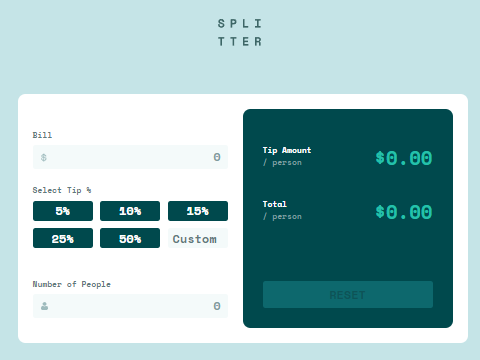 SPLI
TTER
Bill
$ 0
Select Tip %
5% 10% 15%
25% 50% Custom
Number of People
0
Tip Amount
/ person
$0.00
Total
/ person
$0.00
RESET